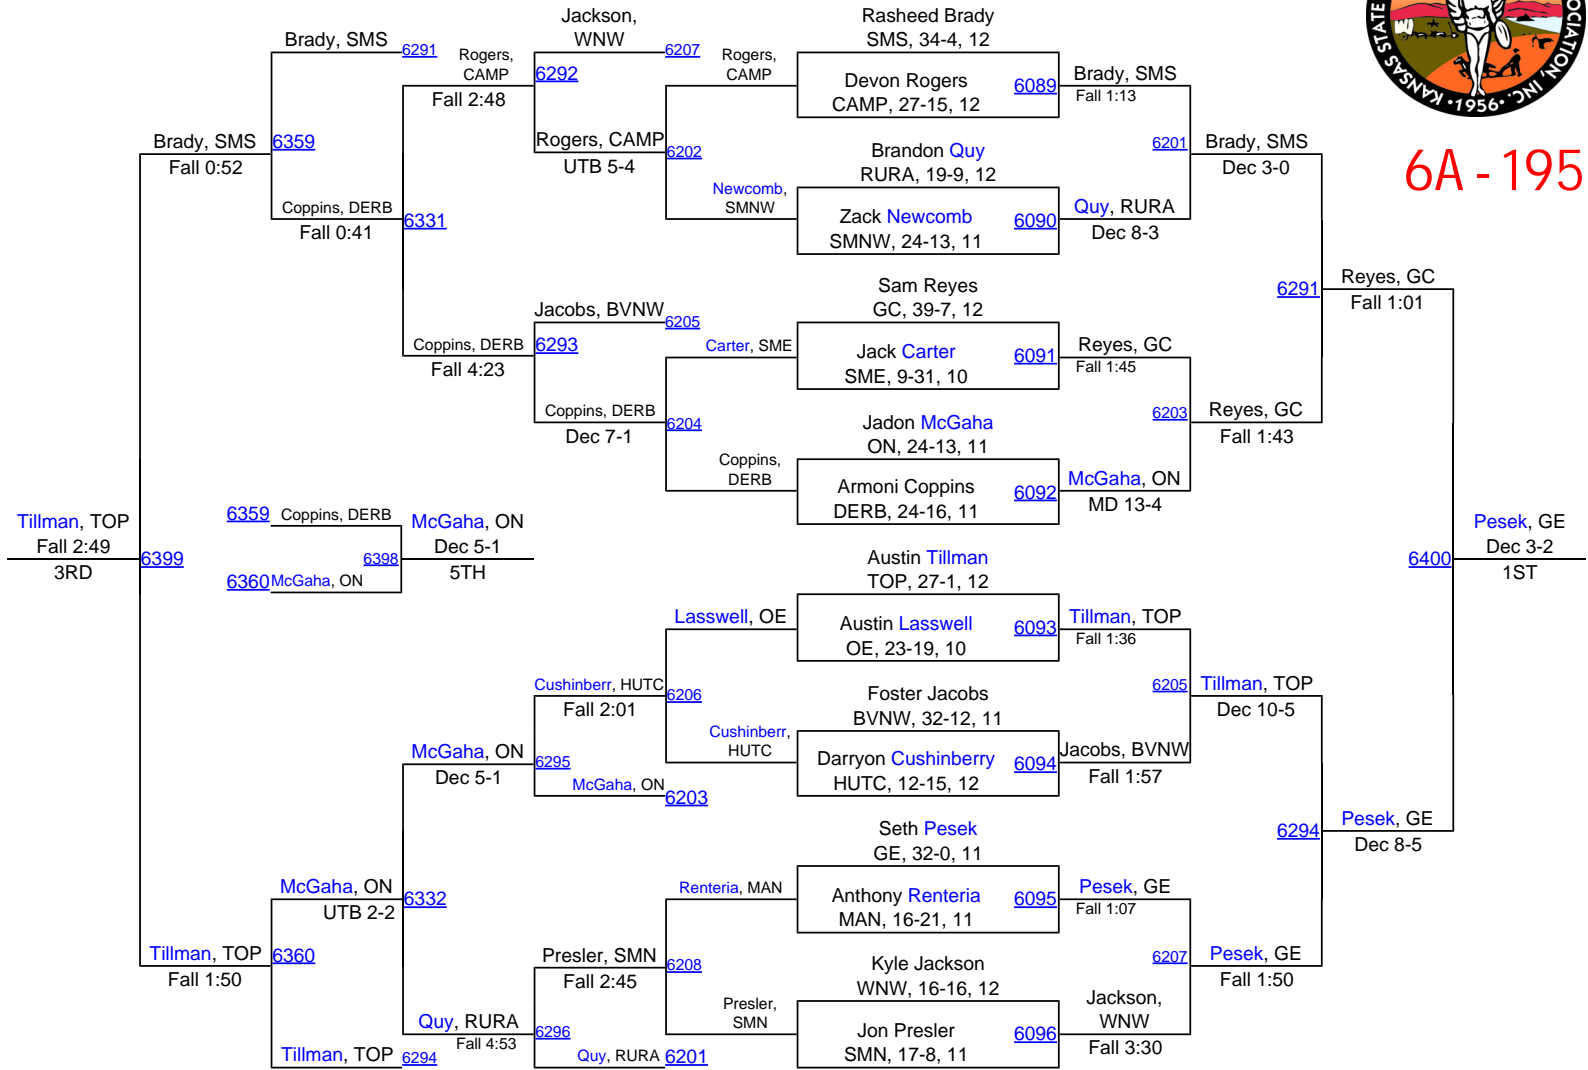 Jackson,
WNW
6207
Brady, SMS
6291
Rogers,
CAMP
Fall 2:48
6292
Rogers, CAMP
UTB 5-4
6202
Rogers,
CAMP
Newcomb,
SMNW
Brady, SMS
Fall 0:52
6359
Coppins, DERB
Fall 0:41
6331
Jacobs, BVNW
6205
Coppins, DERB
Fall 4:23
6293
Coppins, DERB
Dec 7-1
6204
Carter, SME
Coppins,
DERB
Rasheed Brady
SMS, 34-4, 12
Devon Rogers
CAMP, 27-15, 12
6089
Brady, SMS
Fall 1:13
Brandon Quy
RURA, 19-9, 12
Zack Newcomb
SMNW, 24-13, 11
6090
Quy, RURA
Dec 8-3
6201
Brady, SMS
Dec 3-0
Sam Reyes
GC, 39-7, 12
Jack Carter
SME, 9-31, 10
6091
Reyes, GC
Fall 1:45
Jadon McGaha
ON, 24-13, 11
Armoni Coppins
DERB, 24-16, 11
6092
McGaha, ON
MD 13-4
6203
Reyes, GC
Fall 1:43
6291
Reyes, GC
Fall 1:01
KANSAS STATE
OCIATION, INC.
•1956•
6A - 195
Tillman, TOP
Fall 2:49
3RD
6399
6359
Coppins, DERB
6360
McGaha, ON
6398
McGaha, ON
Dec 5-1
5TH
6400
Pesek, GE
Dec 3-2
1ST
Austin Tillman
TOP, 27-1, 12
Austin Lasswell
OE, 23-19, 10
6093
Tillman, TOP
Fall 1:36
Foster Jacobs
BVNW, 32-12, 11
Darryon Cushinberry
HUTC, 12-15, 12
6094
Jacobs, BVNW
Fall 1:57
6205
Tillman, TOP
Dec 10-5
Seth Pesek
GE, 32-0, 11
Anthony Renteria
MAN, 16-21, 11
6095
Pesek, GE
Fall 1:07
Kyle Jackson
WNW, 16-16, 12
Jon Presler
SMN, 17-8, 11
6096
Jackson,
WNW
Fall 3:30
6207
Pesek, GE
Fall 1:50
6294
Pesek, GE
Dec 8-5
Lasswell, OE
Cushinberr, HUTC
Fall 2:01
6206
Cushinberr,
HUTC
McGaha, ON
Dec 5-1
6295
McGaha, ON
6203
McGaha, ON
UTB 2-2
6332
Renteria, MAN
Presler, SMN
Fall 2:45
6208
Presler,
SMN
Tillman, TOP
Fall 1:50
6360
Quy, RURA
Fall 4:53
6296
Quy, RURA
6201
Tillman, TOP
6294